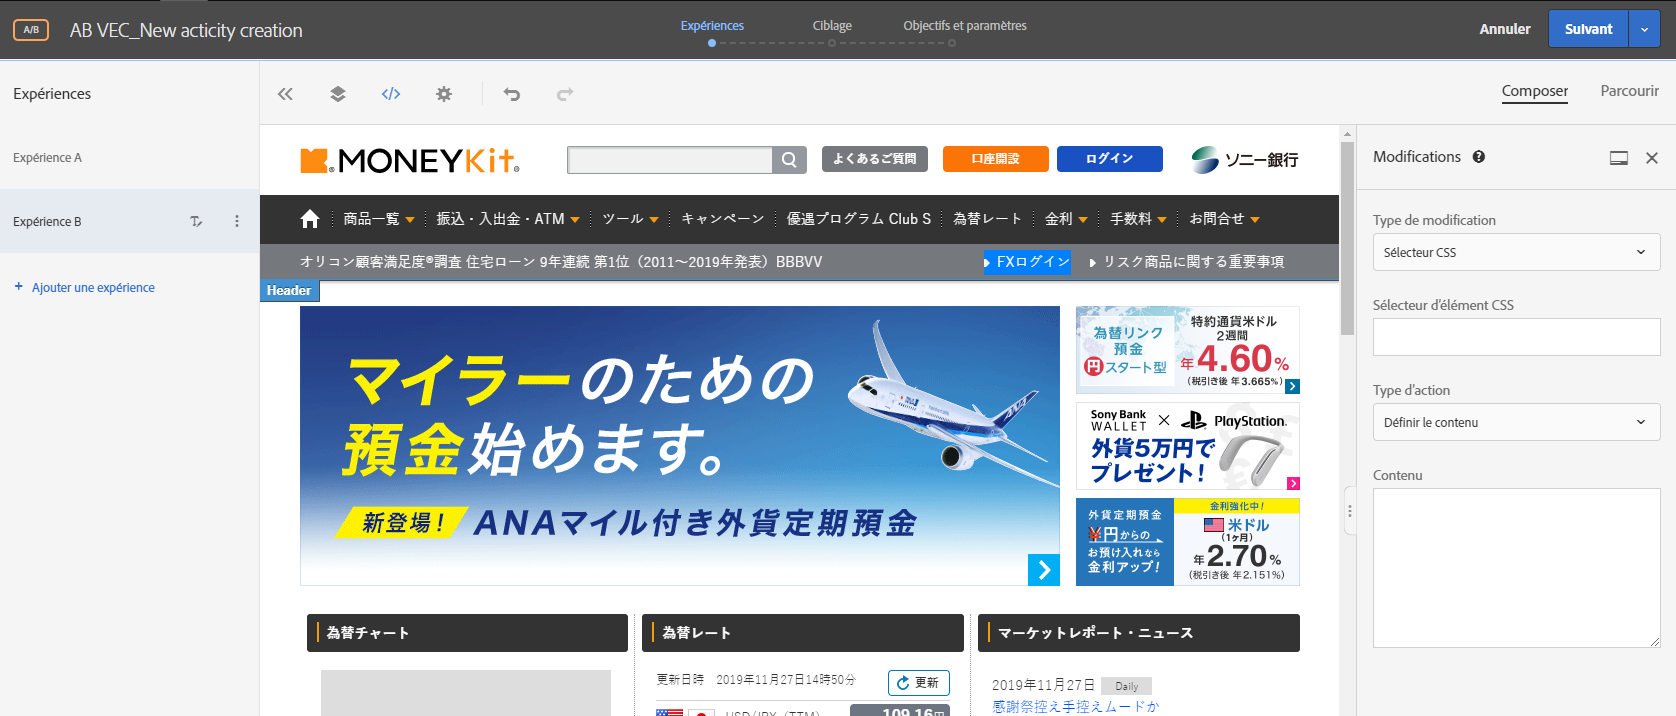 A/B
AB VEC_New acticity creation
Expériences
Ciblage
Objectifs et paramètres
Annuler
Suivant
Expériences
Composer
Parcourir
Expérience A
Expérience B
+ Ajouter une expérience
MONEYKit
よくあるご質問
口座開設
ログイン
ソニー銀行
商品一覧
振込・入出金・ATM
ツール
キャンペーン
優遇プログラム Club S
為替レート
金利
手数料
お問合せ
オリコン顧客満足度®調査 住宅ローン 9年連続 第1位（2011～2019年発表）BBBVV
FXログイン
リスク商品に関する重要事項
Header
マイラーのための
預金始めます。
新登場！
ANAマイル付き外貨定期預金
ANA
為替リンク
預金
円スタート型
特約通貨米ドル
2週間
年4.60%
(税引き後 年3.665%)
Sony Bank
WALLET
×
PlayStation.
外貨5万円で
プレゼント！
外貨定期預金
¥円からの
お預け入れなら
金利アップ！
金利強化中！
米ドル
(1ヶ月)
年2.70%
(税引き後 年2.151%)
為替チャート
為替レート
マーケットレポート・ニュース
更新日時 2019年11月27日14時50分
更新
USD/JPY (TTM)
109.16円
2019年11月27日
Daily
感謝祭控え手控えムードか
Modifications
Type de modification
Sélecteur CSS
Sélecteur d'élément CSS
Type d'action
Définir le contenu
Contenu